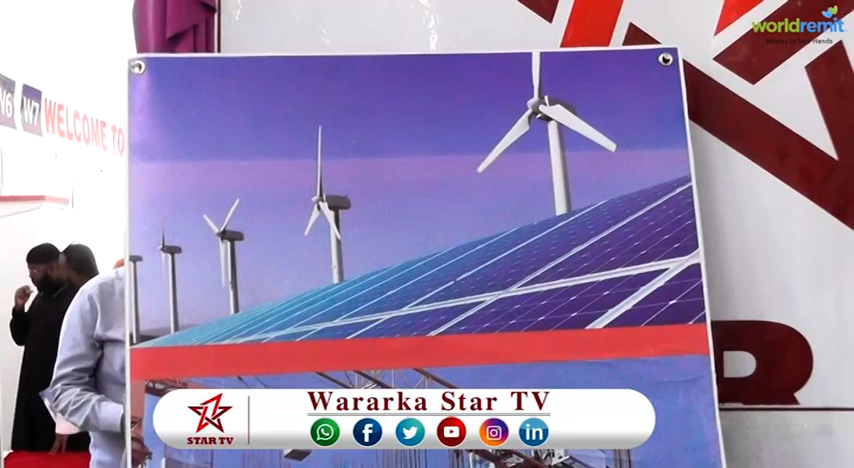 worldremit
W6 W7 WELCOME TO
R
Wararka Star TV
STAR TV